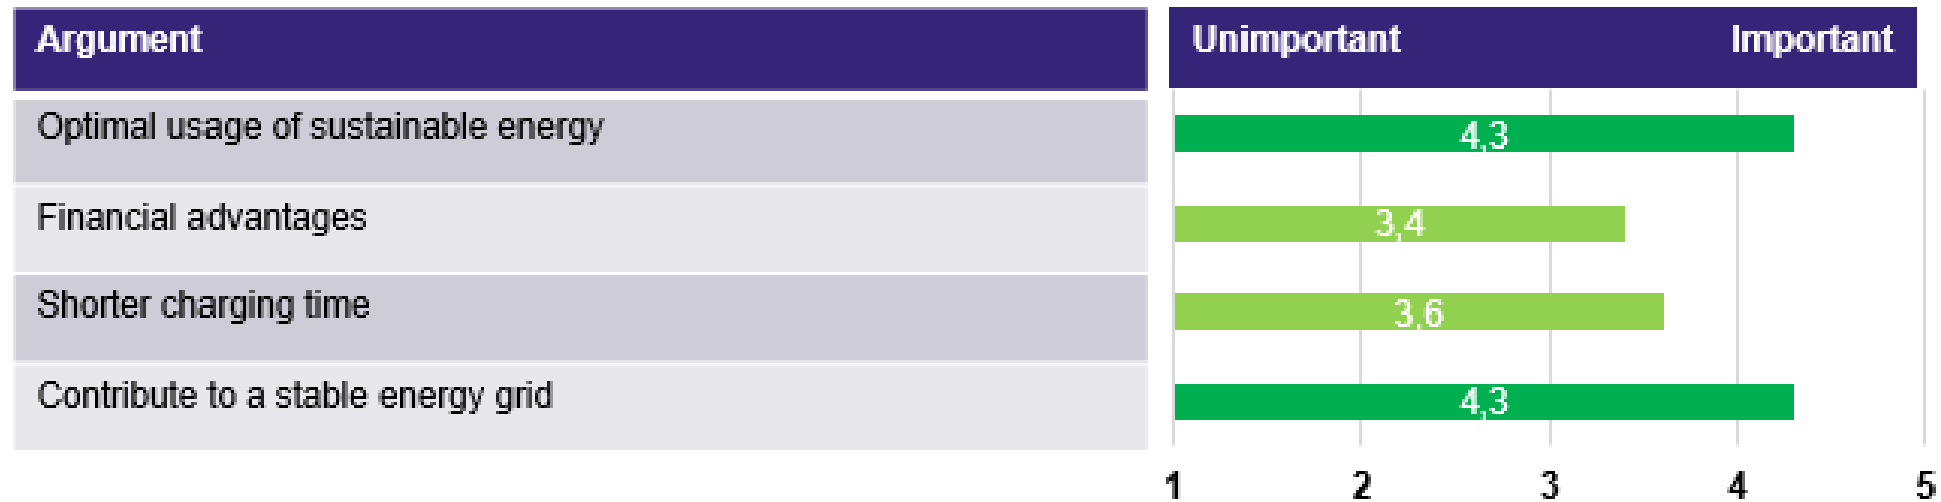 Argument
Unimportant Important
Optimal usage of sustainable energy
4,3
Financial advantages
3,4
Shorter charging time
3,6
Contribute to a stable energy grid
4,3
1 2 3 4 5